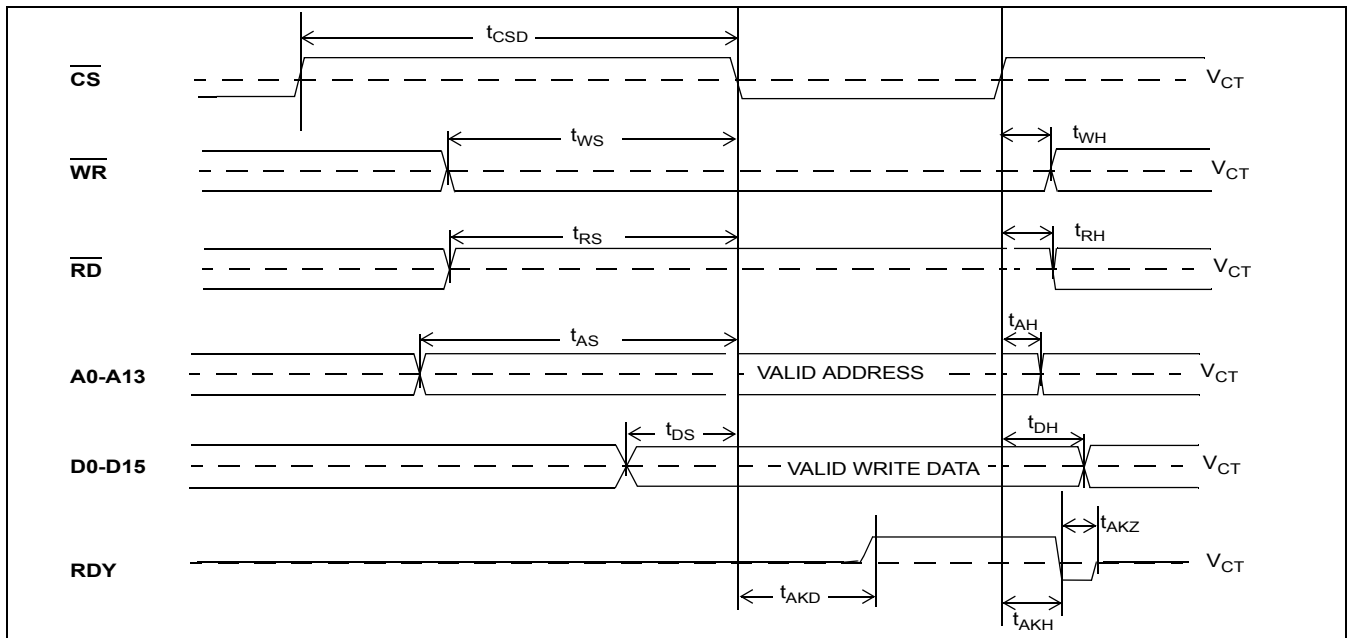 tCSD
CS VCT
tWS tWH
WR VCT
tRS tRH
RD VCT
tAS tAH
A0-A13 VALID ADDRESS VCT
tDS tDH
D0-D15 VALID WRITE DATA VCT
tAKZ
RDY VCT
tAKD tAKH